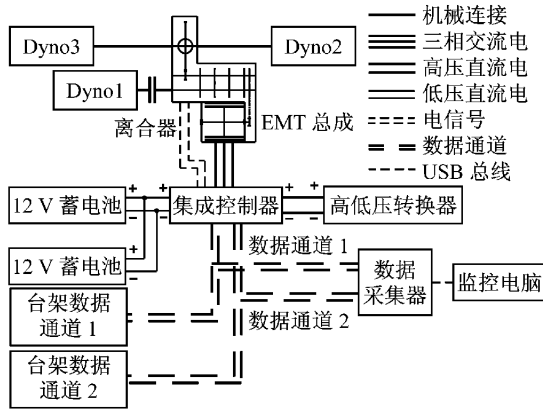 Dyno3
Dyno2
Dyno1
离合器
EMT 总成
机械连接
三相交流电
高压直流电
低压直流电
电信号
数据通道
USB 总线
12 V 蓄电池
+
-
+
-
集成控制器
+
-
+
-
高低压转换器
12 V 蓄电池
+
-
数据通道 1
数据通道 2
数据
采集器
监控电脑
台架数据
通道 1
台架数据
通道 2